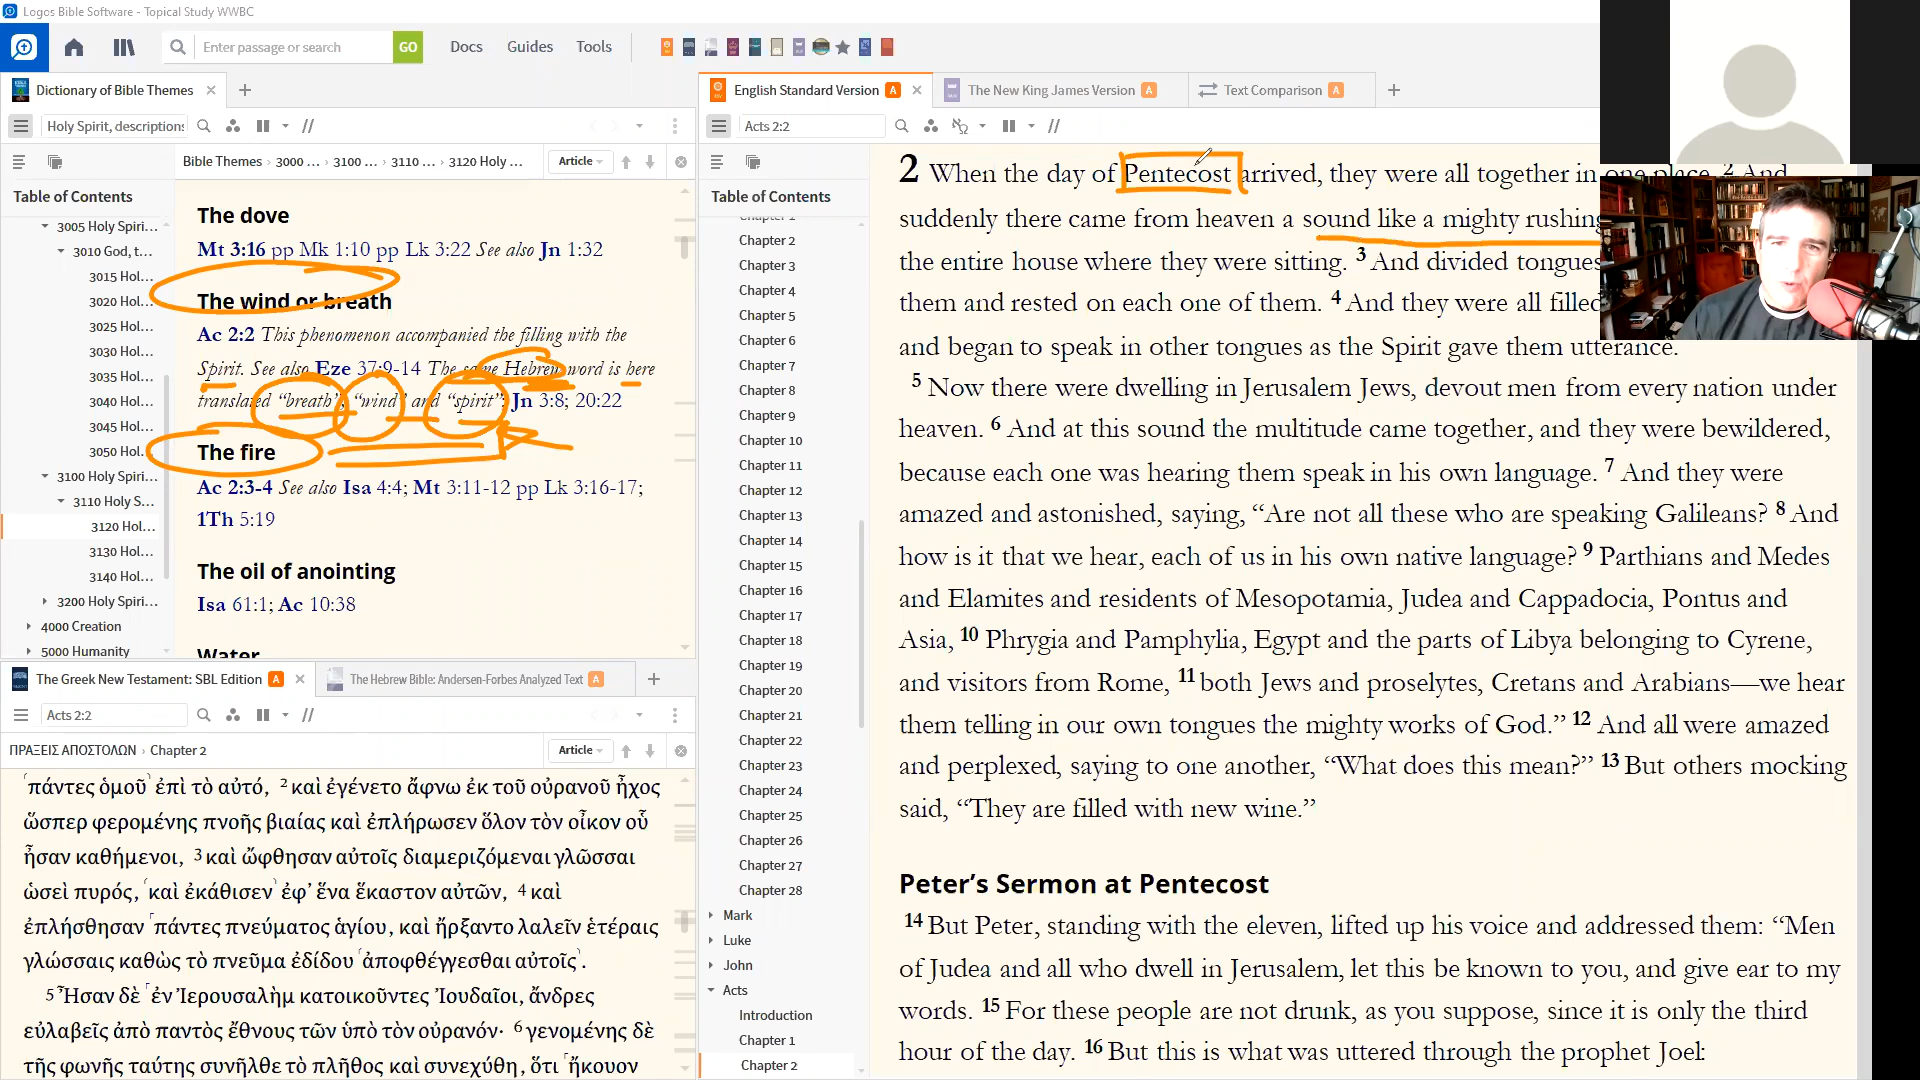 Logos Bible Software - Topical Study WWBC
Enter passage or search
GO
Docs
Guides
Tools
Dictionary of Bible Themes
Holy Spirit, descriptions
Bible Themes › 3000 ... › 3100 ... › 3110 ... › 3120 Holy ...
Article
Table of Contents
3005 Holy Spiri...
3010 God, t...
3015 Hol...
3020 Hol...
3025 Hol...
3030 Hol...
3035 Hol...
3040 Hol...
3045 Hol...
3050 Hol...
3100 Holy Spiri...
3110 Holy S...
3120 Hol...
3130 Hol...
3140 Hol...
3200 Holy Spiri...
4000 Creation
5000 Humanity
The dove
Mt 3:16 pp Mk 1:10 pp Lk 3:22 See also Jn 1:32
The wind or breath
Ac 2:2 This phenomenon accompanied the filling with the
Spirit. See also Eze 37:9-14 The same Hebrew word is here
translated “breath”, “wind” and “spirit”; Jn 3:8; 20:22
The fire
Ac 2:3-4 See also Isa 4:4; Mt 3:11-12 pp Lk 3:16-17;
1Th 5:19
The oil of anointing
Isa 61:1; Ac 10:38
Water
The Greek New Testament: SBL Edition A
The Hebrew Bible: Andersen-Forbes Analyzed Text A
Acts 2:2
ΠΡΑΞΕΙΣ ΑΠΟΣΤΟΛΩΝ › Chapter 2
Article
⸂πάντες ὁμοῦ⸃ ἐπὶ τὸ αὐτό, 2 καὶ ἐγένετο ἄφνω ἐκ τοῦ οὐρανοῦ ἦχος
ὥσπερ φερομένης πνοῆς βιαίας καὶ ἐπλήρωσεν ὅλον τὸν οἶκον οὗ
ἦσαν καθήμενοι, 3 καὶ ὤφθησαν αὐτοῖς διαμεριζόμεναι γλῶσσαι
ὡσεὶ πυρός, ⸂καὶ ἐκάθισεν⸃ ἐφ’ ἕνα ἕκαστον αὐτῶν, 4 καὶ
ἐπλήσθησαν ⸀πάντες πνεύματος ἁγίου, καὶ ἤρξαντο λαλεῖν ἑτέραις
γλώσσαις καθὼς τὸ πνεῦμα ἐδίδου ⸂ἀποφθέγγεσθαι αὐτοῖς⸃.
5 Ἦσαν δὲ ⸀ἐν Ἰερουσαλὴμ κατοικοῦντες Ἰουδαῖοι, ἄνδρες
εὐλαβεῖς ἀπὸ παντὸς ἔθνους τῶν ὑπὸ τὸν οὐρανόν· 6 γενομένης δὲ
τῆς φωνῆς ταύτης συνῆλθε τὸ πλῆθος καὶ συνεχύθη, ὅτι ⸀ἤκουον
English Standard Version A
The New King James Version A
Text Comparison A
Acts 2:2
Table of Contents
Chapter 1
Chapter 2
Chapter 3
Chapter 4
Chapter 5
Chapter 6
Chapter 7
Chapter 8
Chapter 9
Chapter 10
Chapter 11
Chapter 12
Chapter 13
Chapter 14
Chapter 15
Chapter 16
Chapter 17
Chapter 18
Chapter 19
Chapter 20
Chapter 21
Chapter 22
Chapter 23
Chapter 24
Chapter 25
Chapter 26
Chapter 27
Chapter 28
Mark
Luke
John
Acts
Introduction
Chapter 1
Chapter 2
2 When the day of Pentecost arrived, they were all together in one place. 2 And
suddenly there came from heaven a sound like a mighty rushing
the entire house where they were sitting. 3 And divided tongues
them and rested on each one of them. 4 And they were all filled
and began to speak in other tongues as the Spirit gave them utterance.
5 Now there were dwelling in Jerusalem Jews, devout men from every nation under
heaven. 6 And at this sound the multitude came together, and they were bewildered,
because each one was hearing them speak in his own language. 7 And they were
amazed and astonished, saying, “Are not all these who are speaking Galileans? 8 And
how is it that we hear, each of us in his own native language? 9 Parthians and Medes
and Elamites and residents of Mesopotamia, Judea and Cappadocia, Pontus and
Asia, 10 Phrygia and Pamphylia, Egypt and the parts of Libya belonging to Cyrene,
and visitors from Rome, 11 both Jews and proselytes, Cretans and Arabians—we hear
them telling in our own tongues the mighty works of God.” 12 And all were amazed
and perplexed, saying to one another, “What does this mean?” 13 But others mocking
said, “They are filled with new wine.”
Peter’s Sermon at Pentecost
14 But Peter, standing with the eleven, lifted up his voice and addressed them: “Men
of Judea and all who dwell in Jerusalem, let this be known to you, and give ear to my
words. 15 For these people are not drunk, as you suppose, since it is only the third
hour of the day. 16 But this is what was uttered through the prophet Joel: